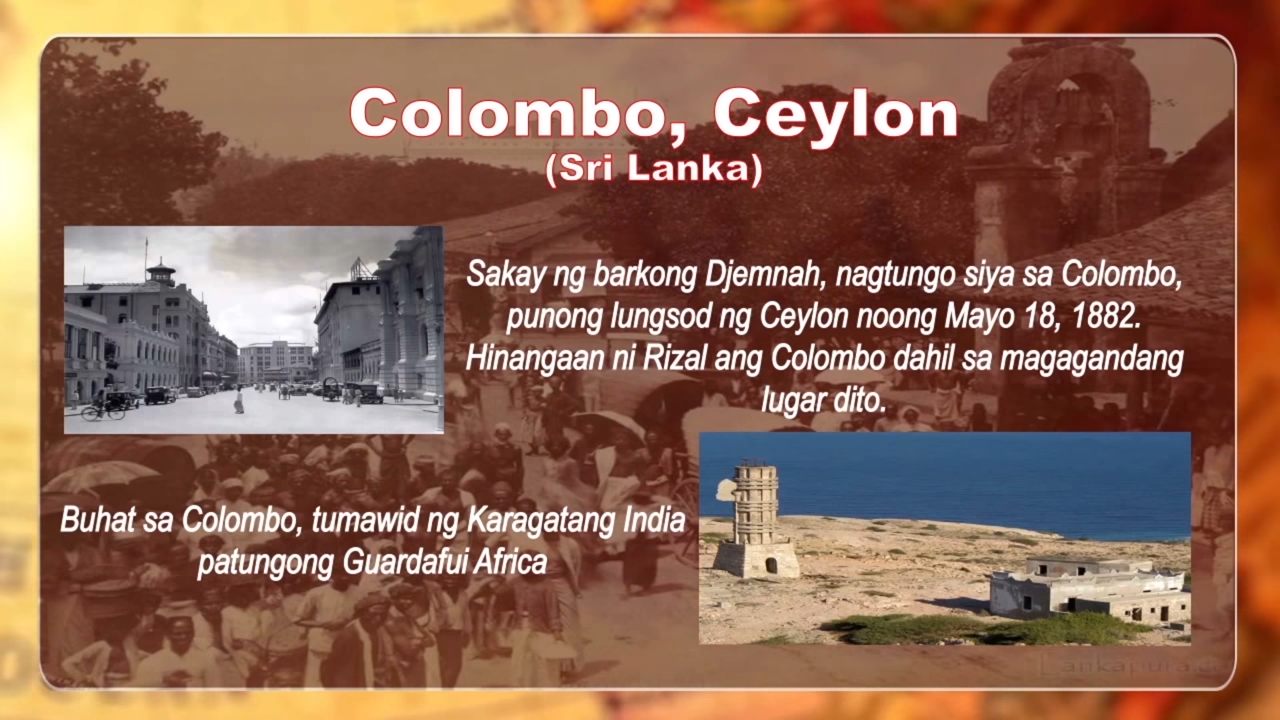 Colombo, Ceylon
(Sri Lanka)
Sakay ng barkong Djemnah, nagtungo siya sa Colombo,
punong lungsod ng Ceylon noong Mayo 18, 1882.
Hinangaan ni Rizal ang Colombo dahil sa magagandang
lugar dito.
Buhat sa Colombo, tumawid ng Karagatang India
patungong Guardafui Africa